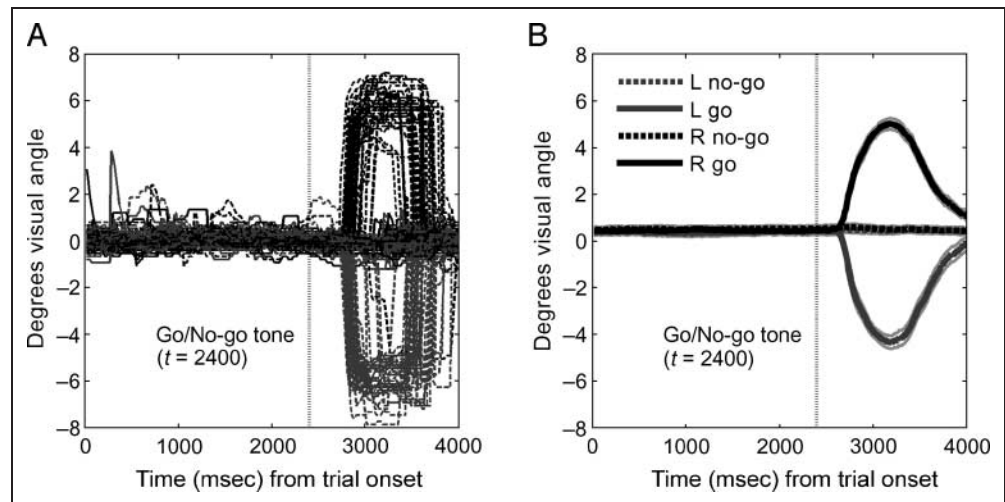 A
8
6
4
2
0
–2
–4
–6
–8
Degrees visual angle
Go/No-go tone
(t = 2400)
0
1000
2000
3000
4000
Time (msec) from trial onset
B
8
6
4
2
0
–2
–4
–6
–8
Degrees visual angle
L no-go
L go
R no-go
R go
Go/No-go tone
(t = 2400)
0
1000
2000
3000
4000
Time (msec) from trial onset